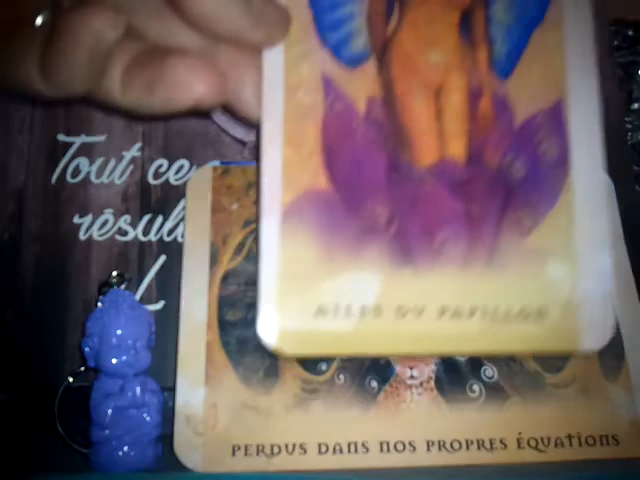 Tout ce
résul
L
AILES DU PAPILLON
PERDUS DANS NOS PROPRES ÉQUATIONS